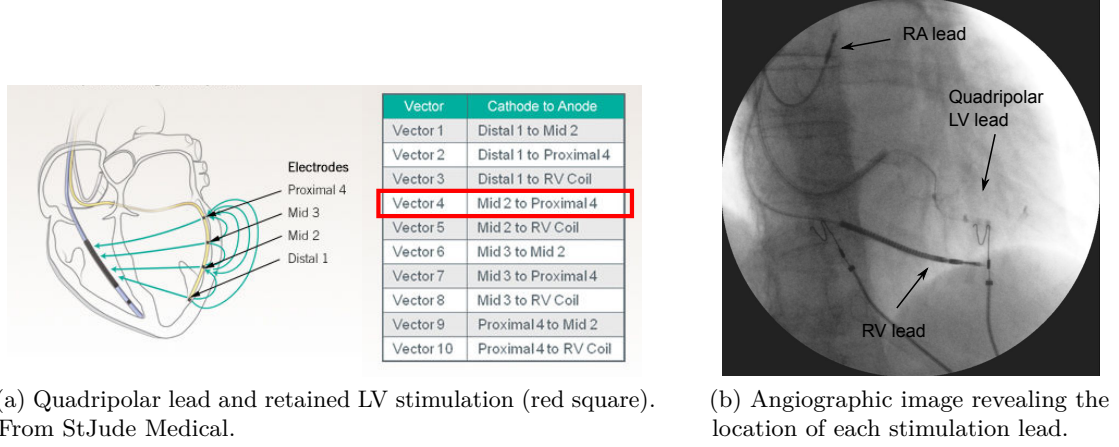 Vector Cathode to Anode
Vector 1 Distal 1 to Mid 2
Vector 2 Distal 1 to Proximal 4
Vector 3 Distal 1 to RV Coil
Vector 4 Mid 2 to Proximal 4
Vector 5 Mid 2 to RV Coil
Vector 6 Mid 3 to Mid 2
Vector 7 Mid 3 to Proximal 4
Vector 8 Mid 3 to RV Coil
Vector 9 Proximal 4 to Mid 2
Vector 10 Proximal 4 to RV Coil
Electrodes
Proximal 4
Mid 3
Mid 2
Distal 1
RA lead
Quadripolar
LV lead
RV lead
a) Quadripolar lead and retained LV stimulation (red square).
From StJude Medical.
(b) Angiographic image revealing the
location of each stimulation lead.